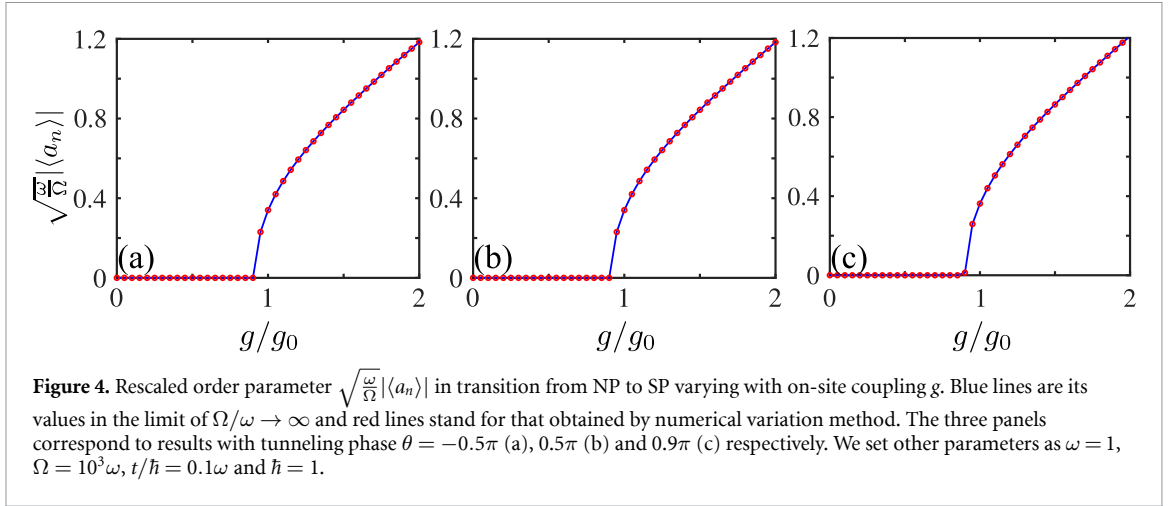 1.2
0.8
0.4
0
√ω/Ω|⟨aₙ⟩|
(a)
0 1 2
g/g₀
1.2
0.8
0.4
0
(b)
0 1 2
g/g₀
1.2
0.8
0.4
0
(c)
0 1 2
g/g₀
Figure 4. Rescaled order parameter √ω/Ω|⟨aₙ⟩| in transition from NP to SP varying with on-site coupling g. Blue lines are its
values in the limit of Ω/ω → ∞ and red lines stand for that obtained by numerical variation method. The three panels
correspond to results with tunneling phase θ = −0.5π (a), 0.5π (b) and 0.9π (c) respectively. We set other parameters as ω = 1,
Ω = 10³ω, t/ħ = 0.1ω and ħ = 1.